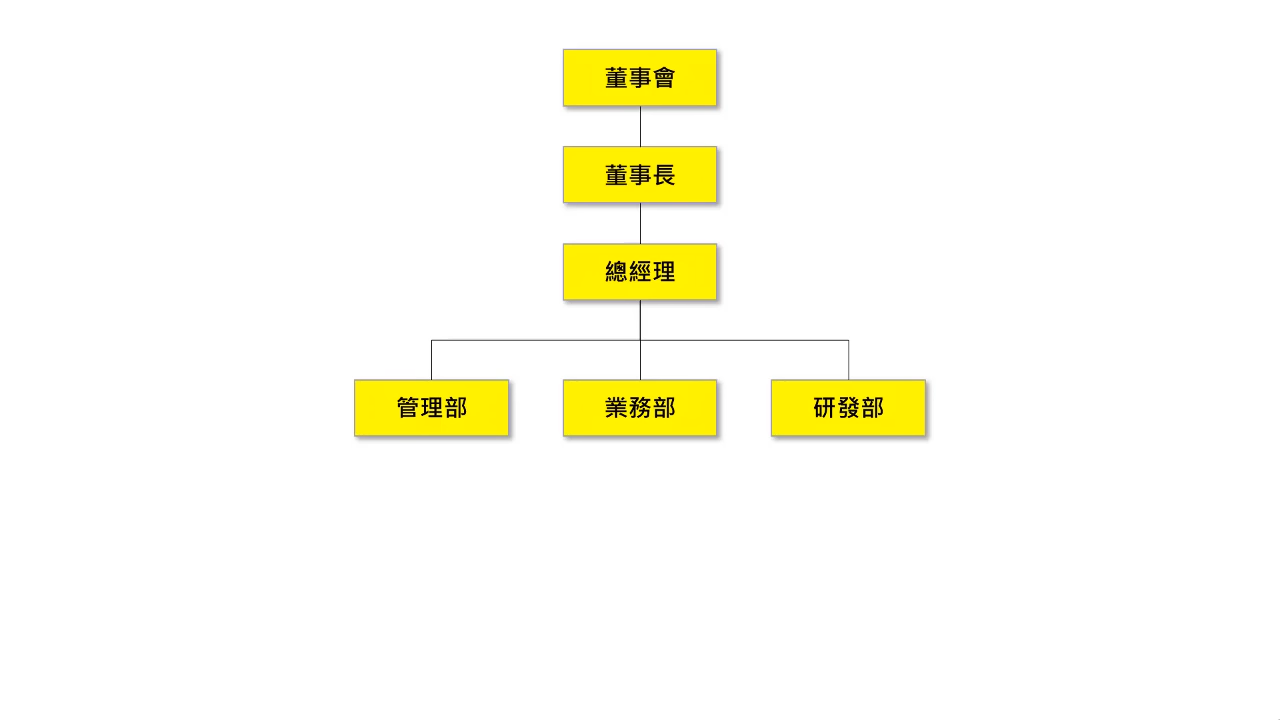 董事會
董事長
總經理
管理部
業務部
研發部